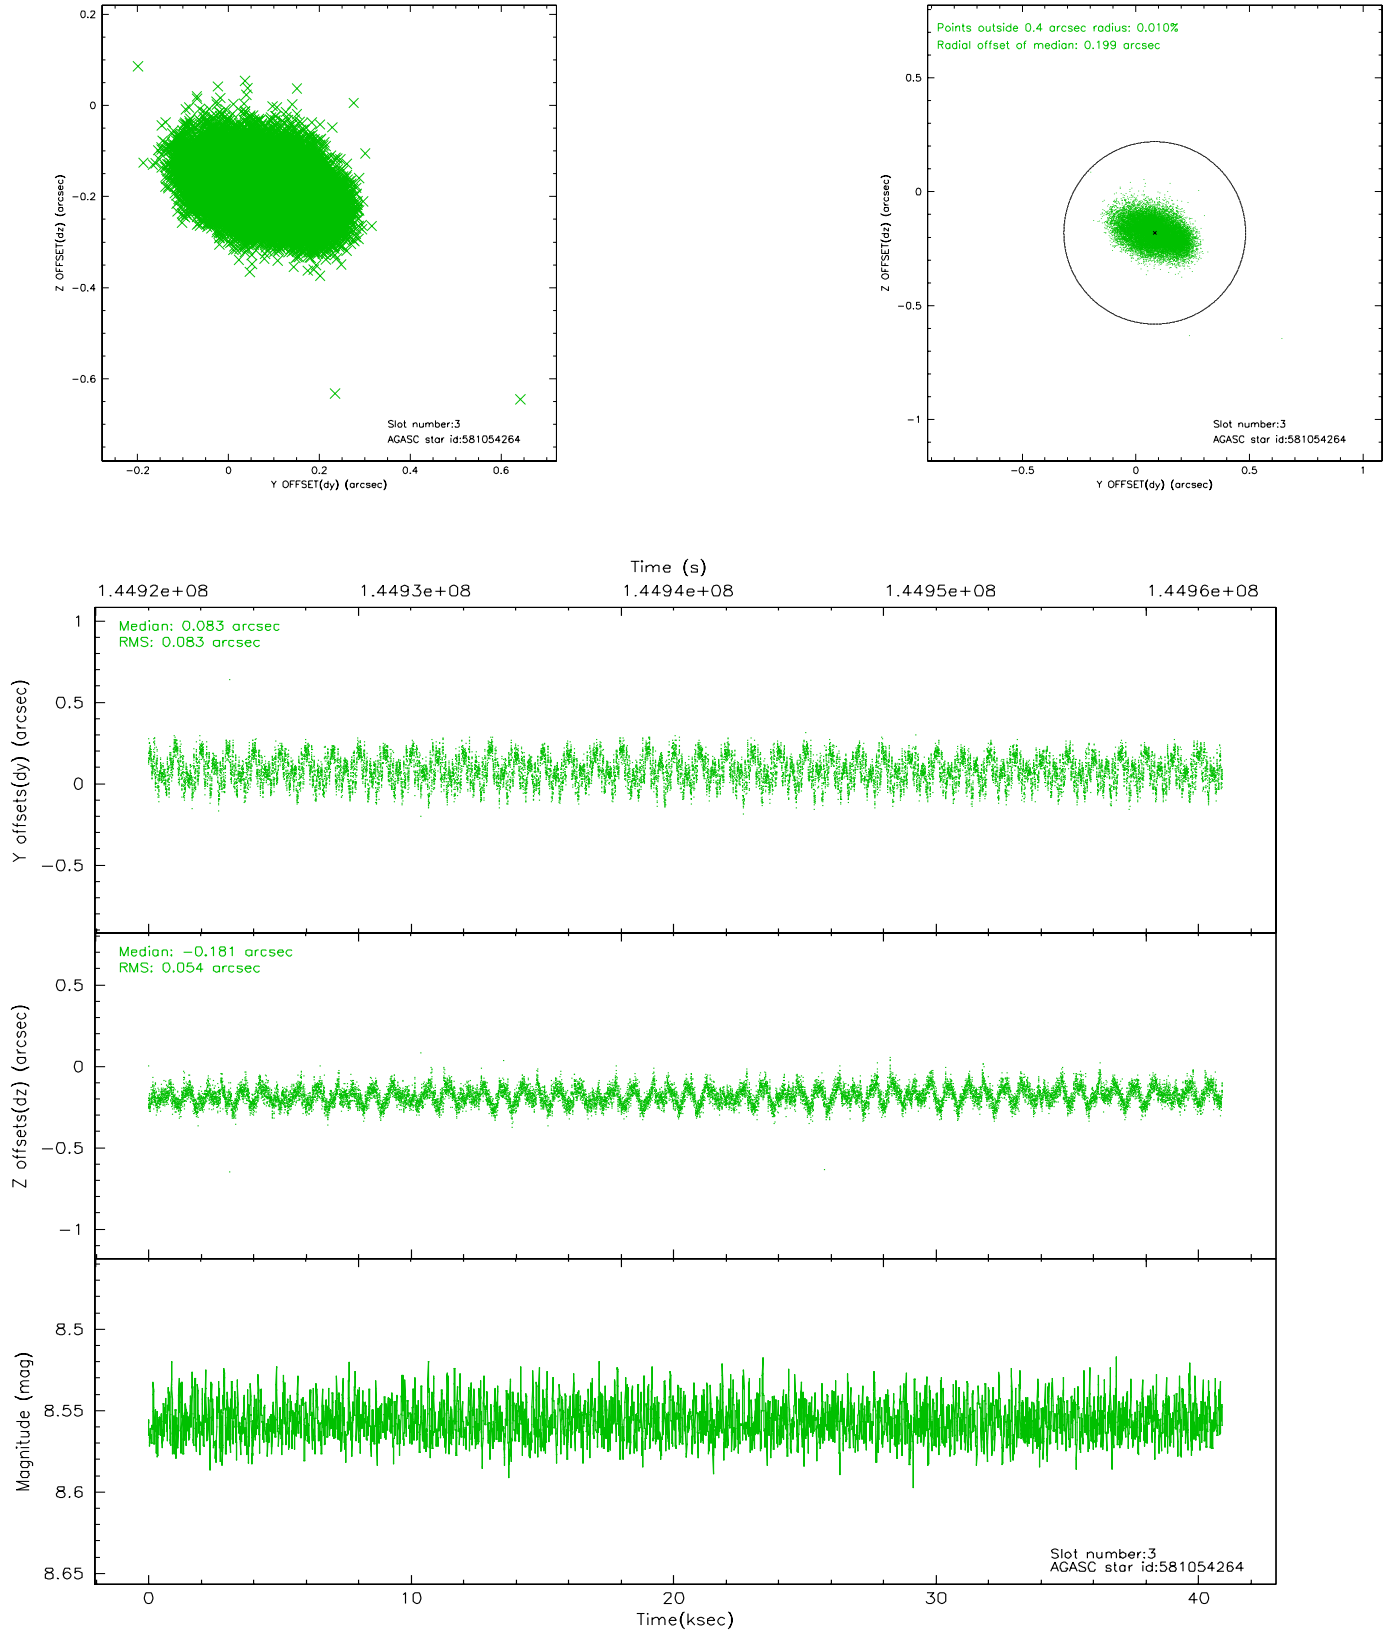 0.2
0
-0.2
-0.4
-0.6
Z OFFSET(dz) (arcsec)
Slot number:3
AGASC star id:581054264
-0.2 0 0.2 0.4 0.6
Y OFFSET(dy) (arcsec)
Points outside 0.4 arcsec radius: 0.010%
Radial offset of median: 0.199 arcsec
0.5
0
-0.5
-1
Z OFFSET(dz) (arcsec)
Slot number:3
AGASC star id:581054264
-0.5 0 0.5 1
Y OFFSET(dy) (arcsec)
Time (s)
1.4492e+08 1.4493e+08 1.4494e+08 1.4495e+08 1.4496e+08
Median: 0.083 arcsec
RMS: 0.083 arcsec
1
0.5
0
-0.5
Y offsets(dy) (arcsec)
Median: -0.181 arcsec
RMS: 0.054 arcsec
0.5
0
-0.5
-1
Z offsets(dz) (arcsec)
8.5
8.55
8.6
8.65
Magnitude (mag)
Slot number:3
AGASC star id:581054264
0 10 20 30 40
Time(ksec)